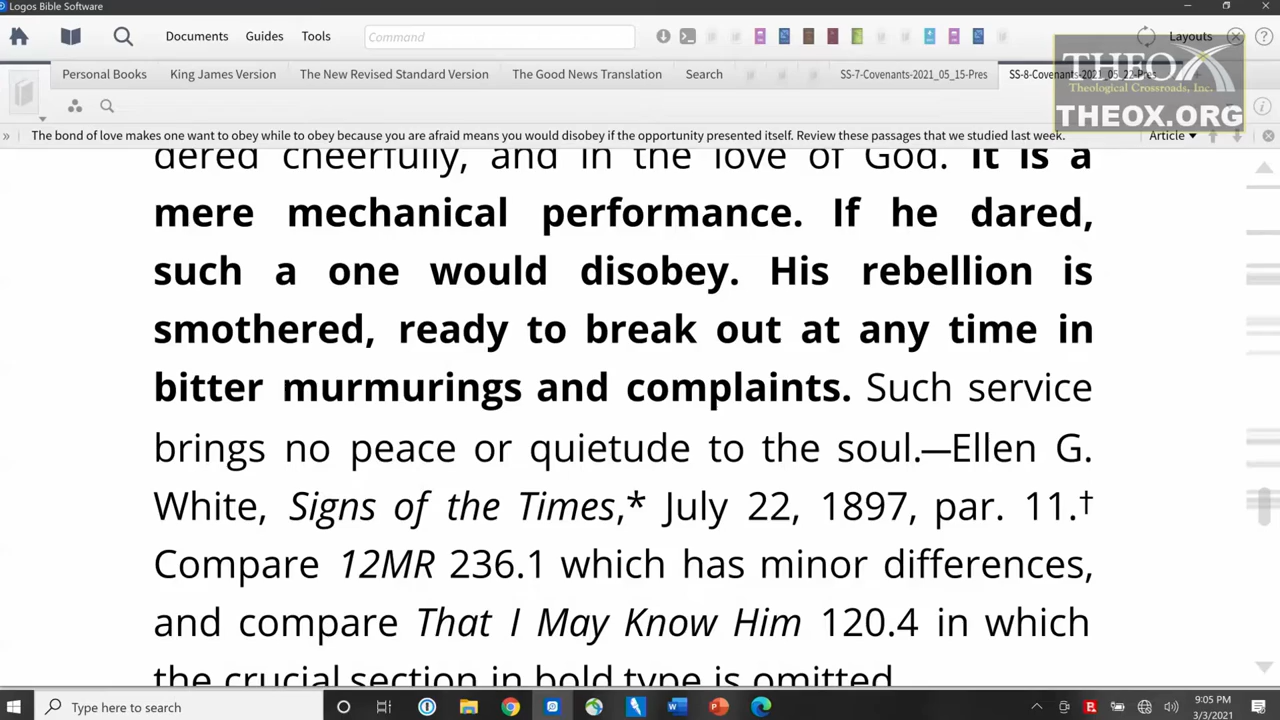 Logos Bible Software
Documents Guides Tools Command Layouts
THEOX
Theological Crossroads, Inc.
THEOX.ORG
Personal Books King James Version The New Revised Standard Version The Good News Translation Search SS-7-Covenants-2021_05_15-Pres SS-8-Covenants-2021_05_22-Pres
» The bond of love makes one want to obey while to obey because you are afraid means you would disobey if the opportunity presented itself. Review these passages that we studied last week. Article
dered cheerfully, and in the love of God. It is a
mere mechanical performance. If he dared,
such a one would disobey. His rebellion is
smothered, ready to break out at any time in
bitter murmurings and complaints. Such service
brings no peace or quietude to the soul.—Ellen G.
White, Signs of the Times,* July 22, 1897, par. 11.†
Compare 12MR 236.1 which has minor differences,
and compare That I May Know Him 120.4 in which
the crucial section in bold type is omitted
Type here to search
9:05 PM
3/3/2021